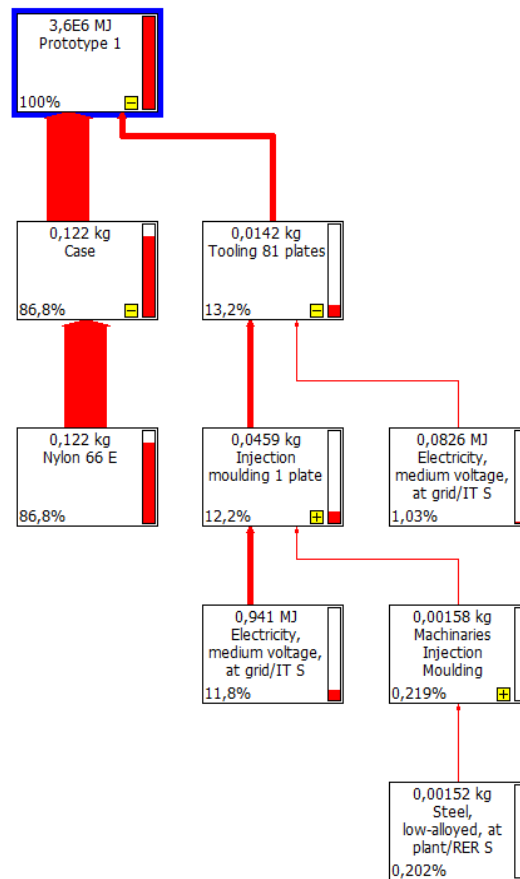 3,6E6 MJ
Prototype 1
100%
0,122 kg
Case
86,8%
0,0142 kg
Tooling 81 plates
13,2%
0,122 kg
Nylon 66 E
86,8%
0,0459 kg
Injection
moulding 1 plate
12,2%
0,0826 MJ
Electricity,
medium voltage,
at grid/IT S
1,03%
0,941 MJ
Electricity,
medium voltage,
at grid/IT S
11,8%
0,00158 kg
Machinaries
Injection
Moulding
0,219%
0,00152 kg
Steel,
low-alloyed, at
plant/RER S
0,202%